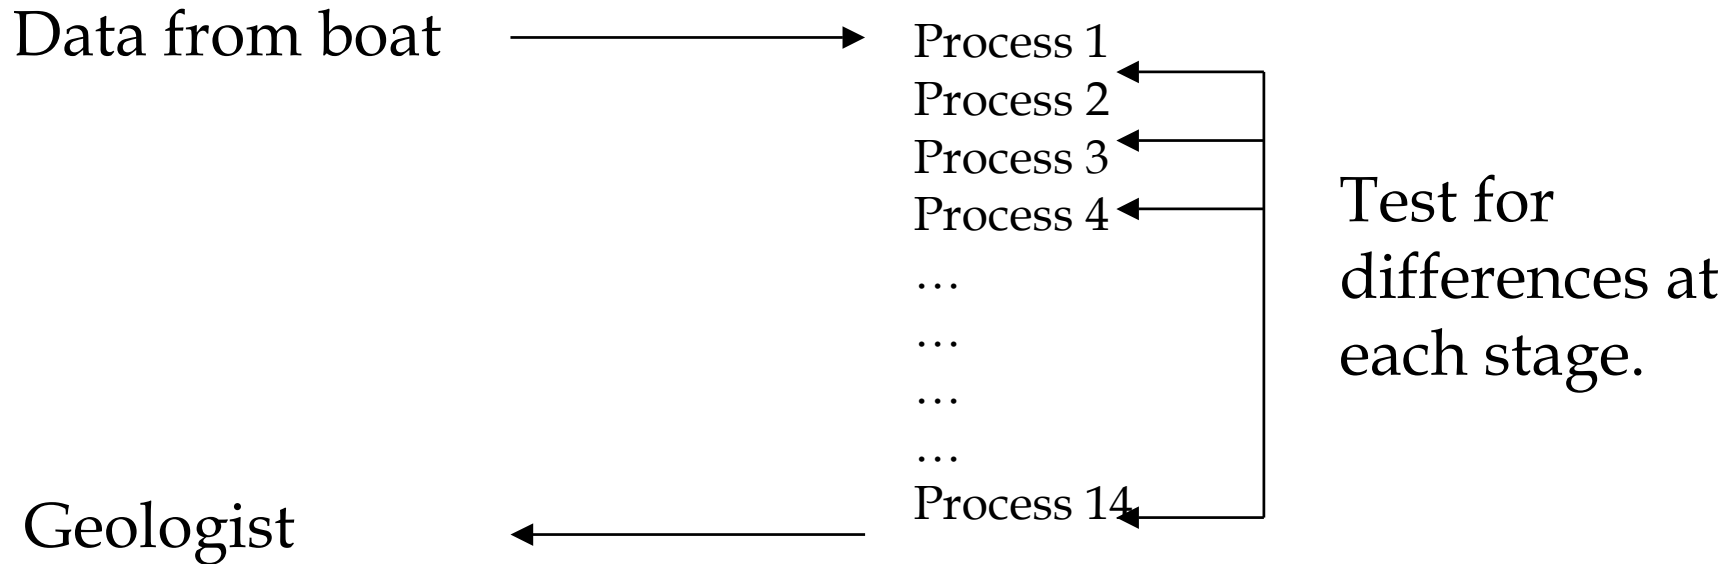 Data from boat
Process 1
Process 2
Process 3
Process 4
…
…
…
…
Process 14
Test for
differences at
each stage.
Geologist